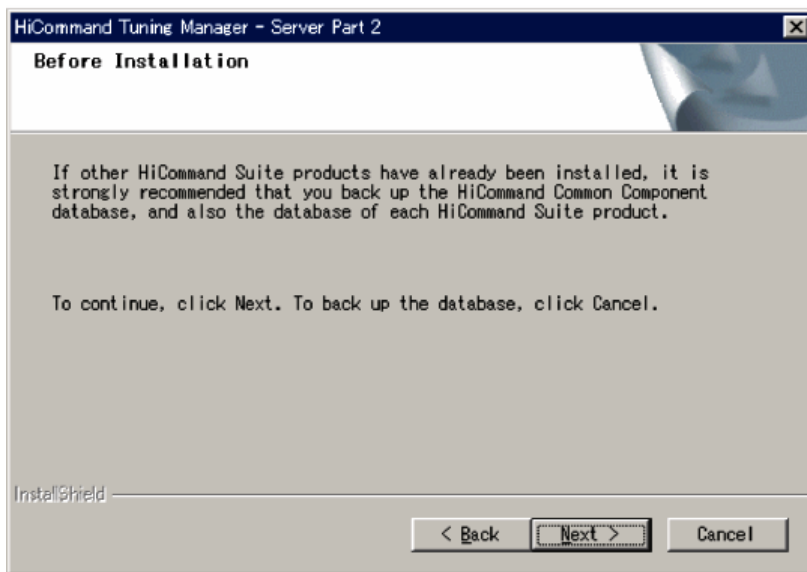 HiCommand Tuning Manager - Server Part 2
Before Installation
If other HiCommand Suite products have already been installed, it is
strongly recommended that you back up the HiCommand Common Component
database, and also the database of each HiCommand Suite product.
To continue, click Next. To back up the database, click Cancel.
InstallShield
< Back Next > Cancel